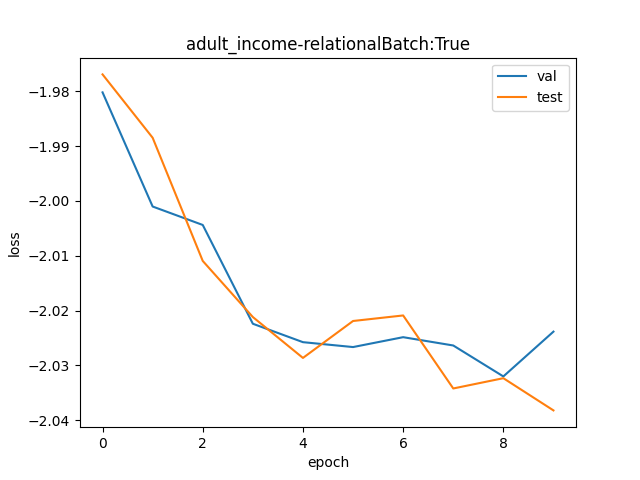 adult_income-relationalBatch:True
val
test
−1.98
−1.99
−2.00
−2.01
−2.02
−2.03
−2.04
loss
0
2
4
6
8
epoch